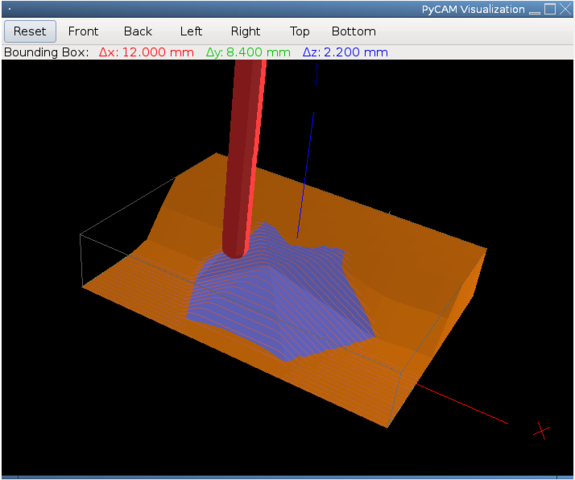 PyCAM Visualization
Reset Front Back Left Right Top Bottom
Bounding Box: Δx: 12.000 mm Δy: 8.400 mm Δz: 2.200 mm
X